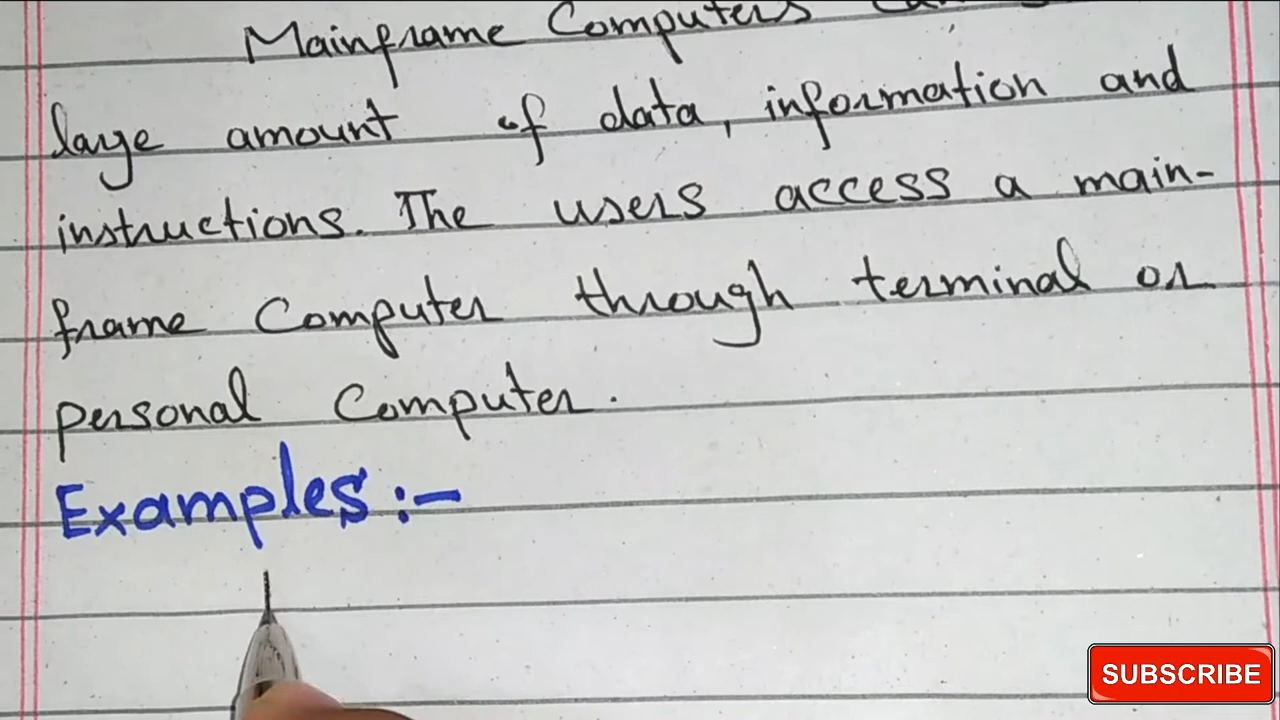 Mainframe Computers
large amount of data, information and
instructions. The users access a main-
frame Computer through terminal or
personal Computer.
Examples:-
SUBSCRIBE